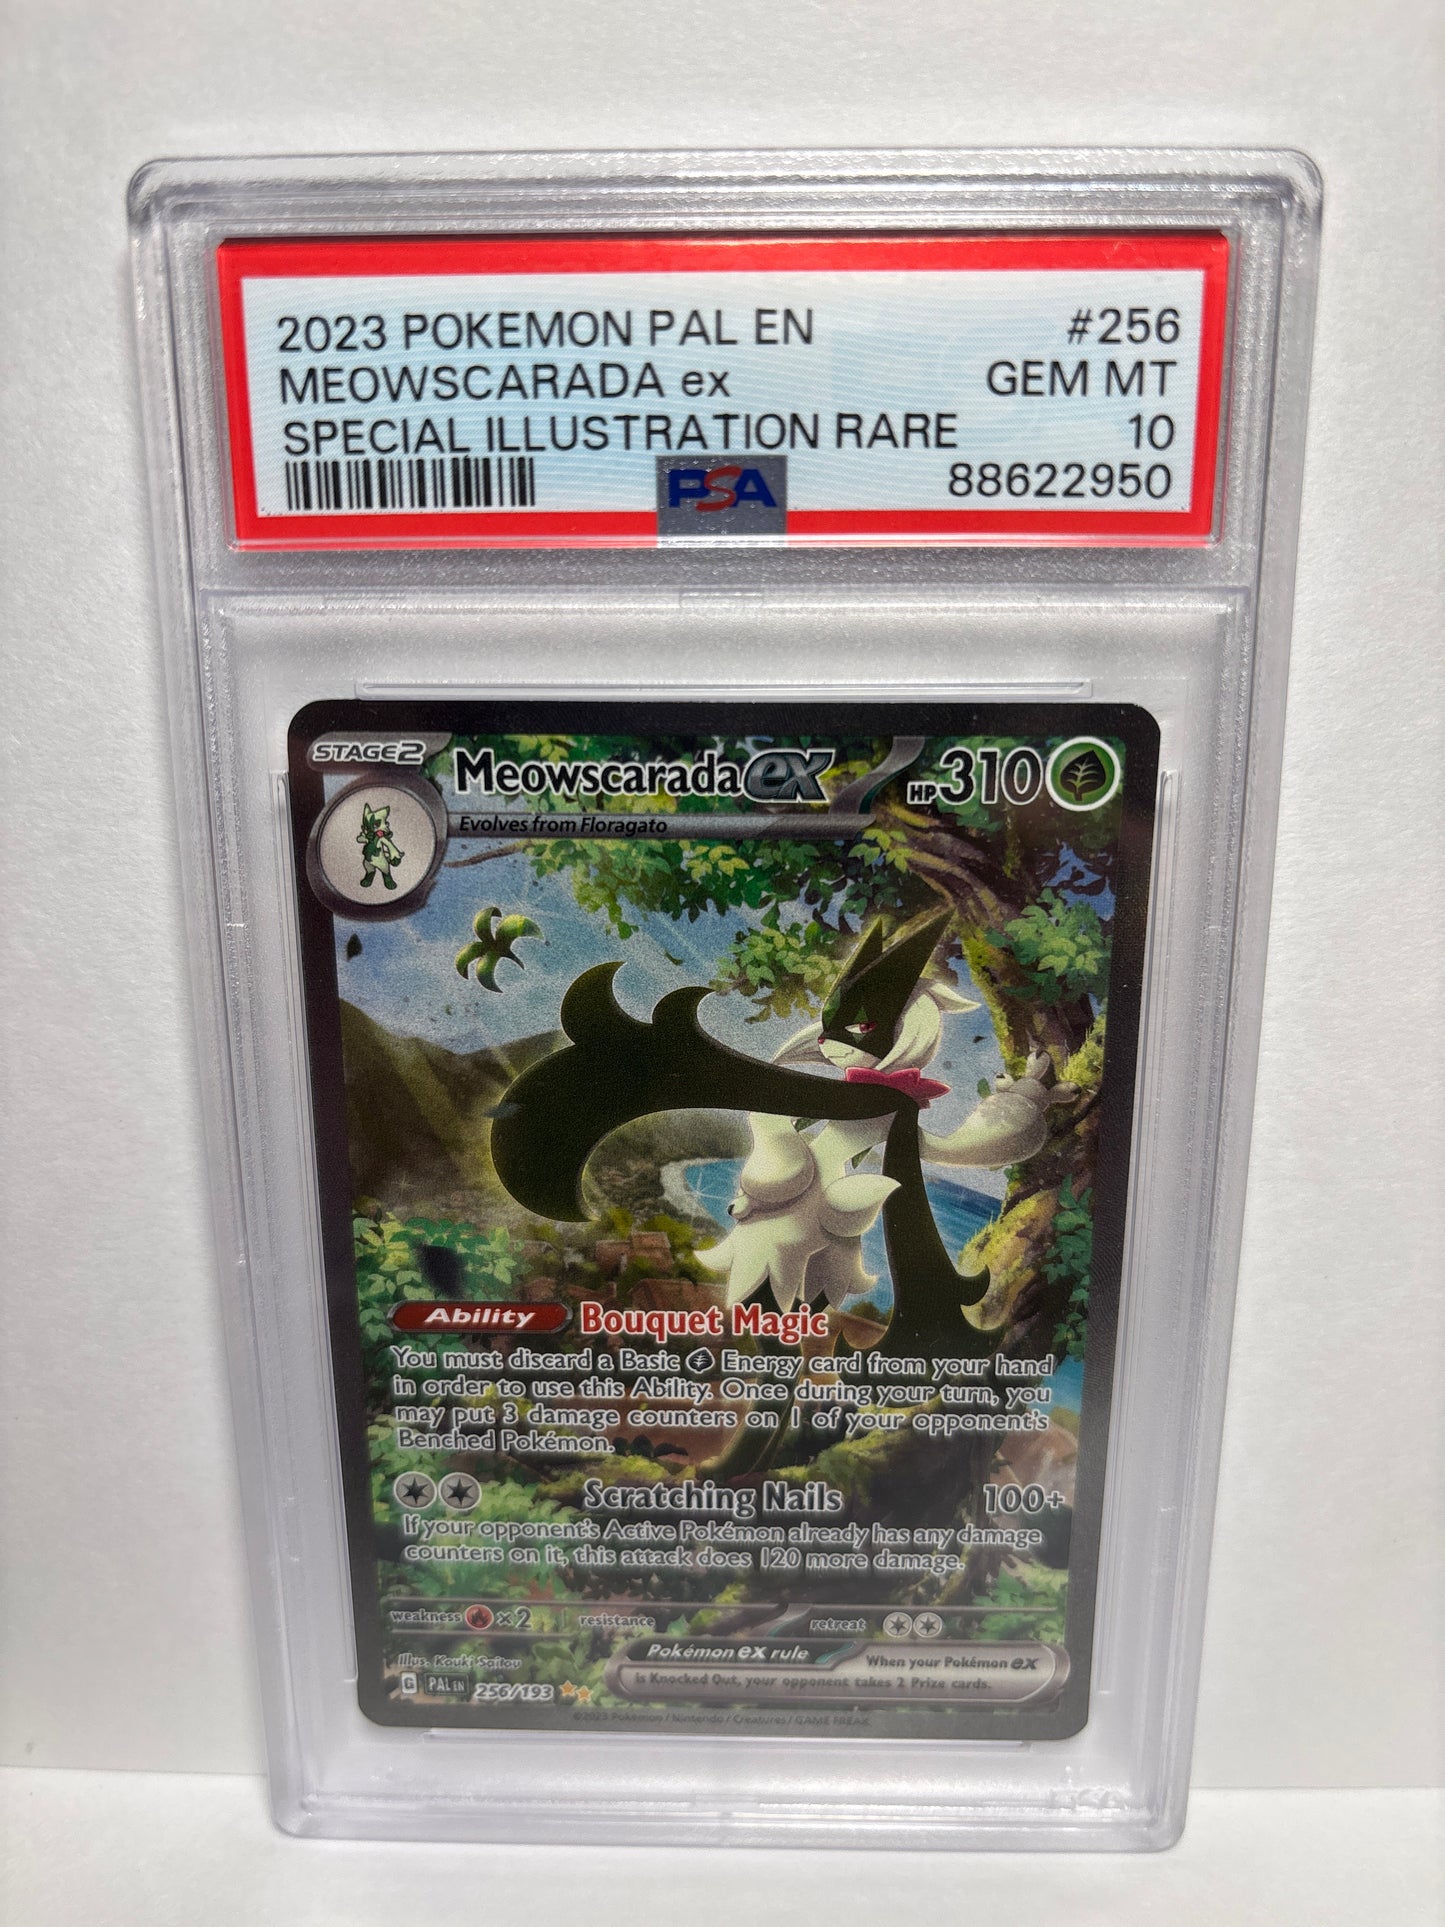 2023 POKEMON PAL EN #256
MEOWSCARADA ex GEM MT
SPECIAL ILLUSTRATION RARE 10
PSA 88622950
STAGE2 Meowscarada ex HP310
Evolves from Floragato
Ability Bouquet Magic
You must discard a Basic Energy card from your hand
in order to use this Ability. Once during your turn, you
may put 3 damage counters on 1 of your opponent's
Benched Pokémon.
Scratching Nails 100+
If your opponent's Active Pokémon already has any damage
counters on it, this attack does 120 more damage.
weakness ×2 resistance retreat
Illus. Kouki Saitou
Pokémon ex rule When your Pokémon ex
is Knocked Out, your opponent takes 2 Prize cards.
G PAL EN 256/193
©2023 Pokémon / Nintendo / Creatures / GAME FREAK
PSA